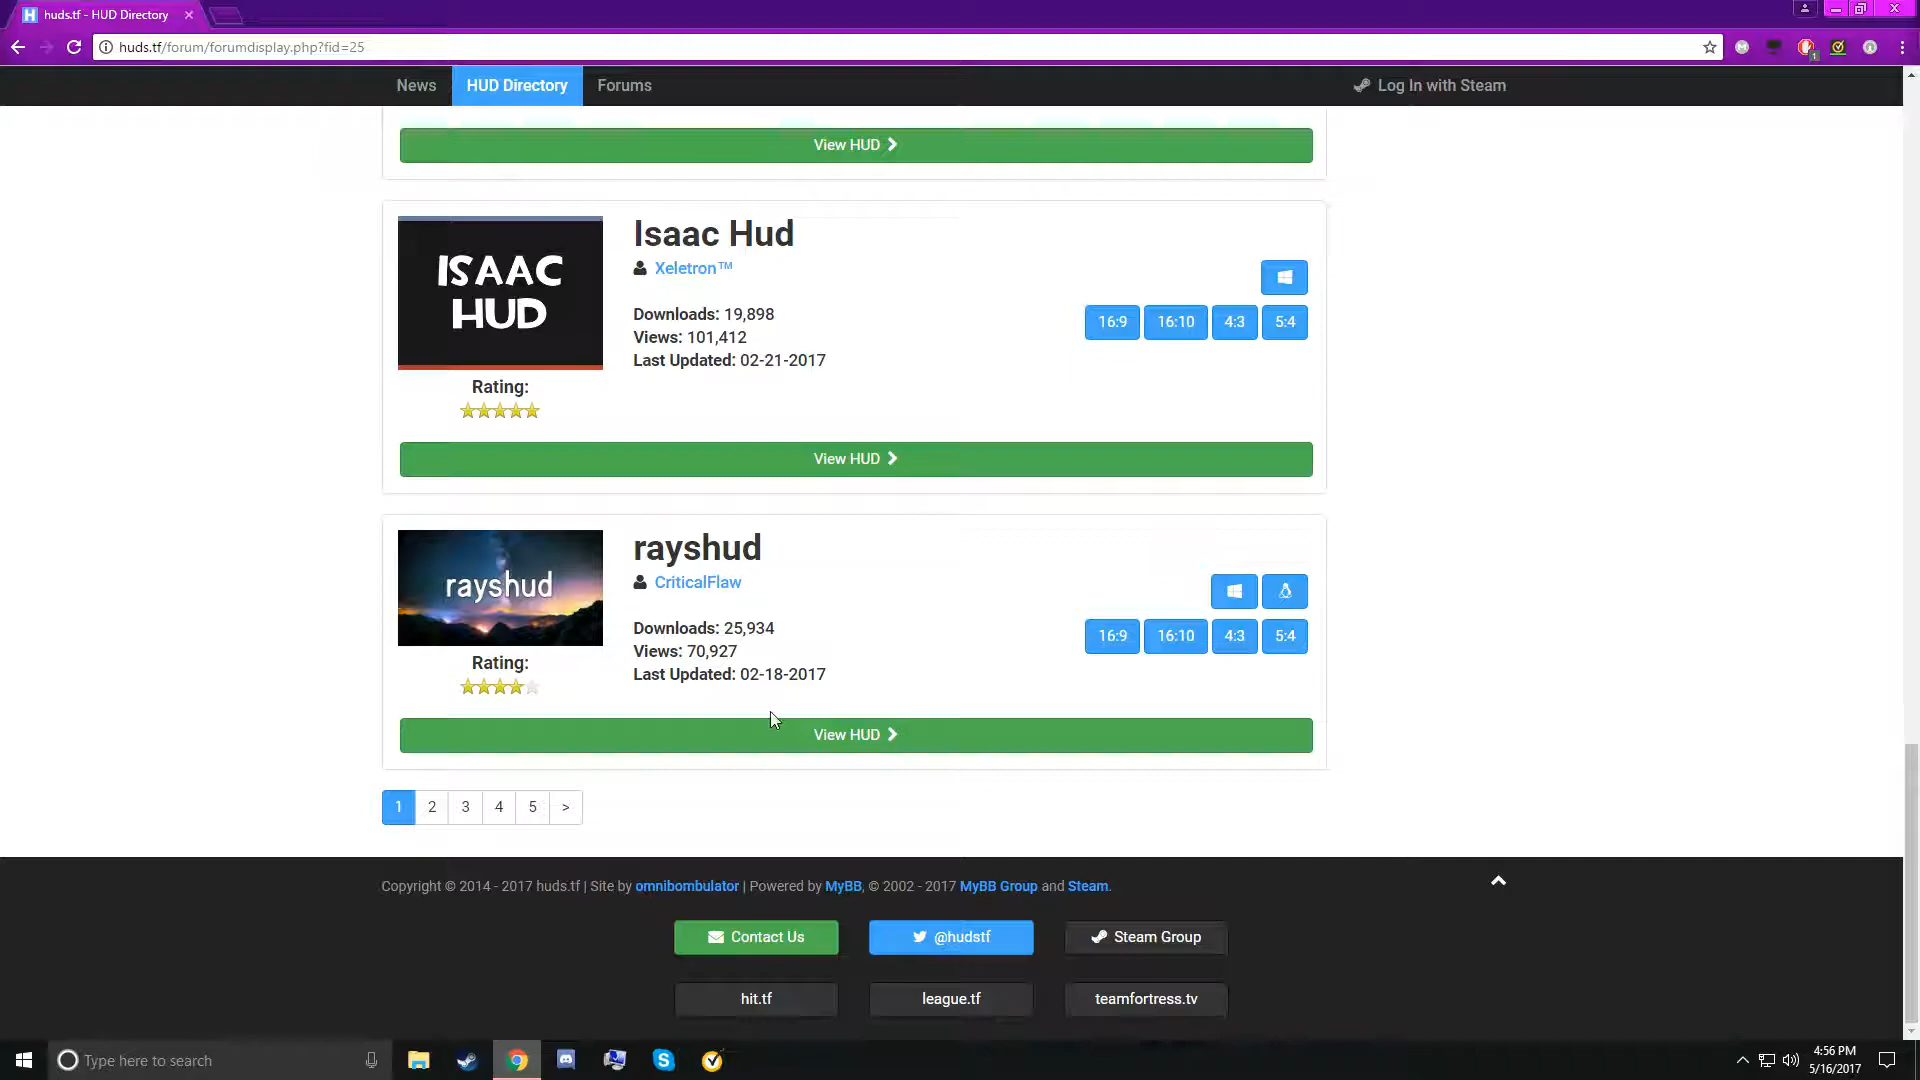 huds.tf - HUD Directory
huds.tf/forum/forumdisplay.php?fid=25
News HUD Directory Forums Log In with Steam
View HUD
ISAAC
HUD
Isaac Hud
Xeletron™
Downloads: 19,898
Views: 101,412
Last Updated: 02-21-2017
16:9 16:10 4:3 5:4
Rating:
View HUD
rayshud
rayshud
CriticalFlaw
Downloads: 25,934
Views: 70,927
Last Updated: 02-18-2017
16:9 16:10 4:3 5:4
Rating:
View HUD
1 2 3 4 5 >
Copyright © 2014 - 2017 huds.tf | Site by omnibombulator | Powered by MyBB, © 2002 - 2017 MyBB Group and Steam.
Contact Us @hudstf Steam Group
hit.tf league.tf teamfortress.tv
Type here to search
4:56 PM
5/16/2017